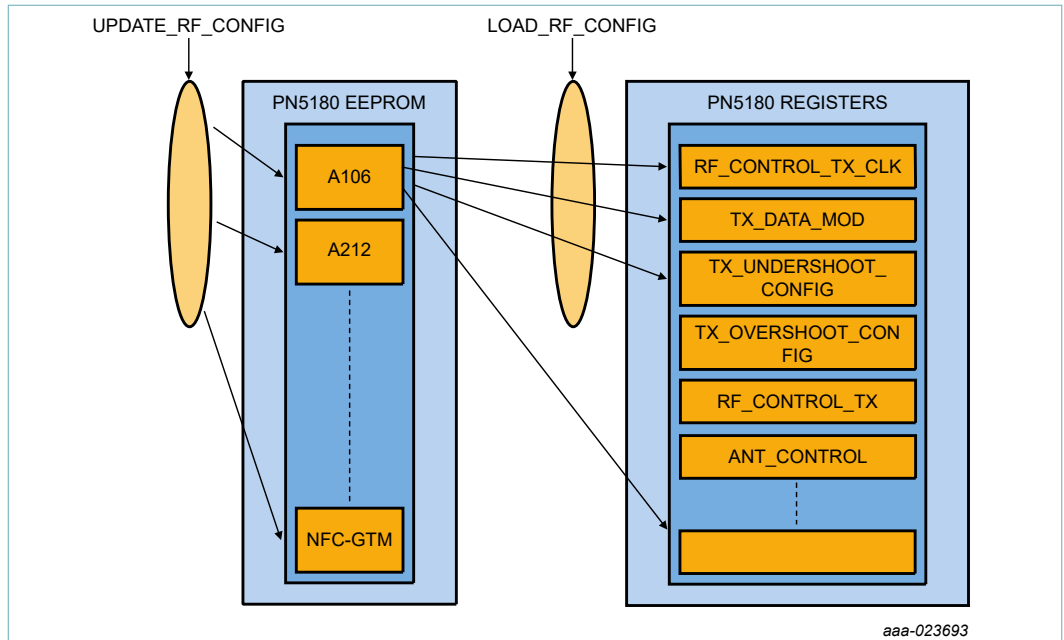 UPDATE_RF_CONFIG
LOAD_RF_CONFIG
PN5180 EEPROM
PN5180 REGISTERS
A106
A212
NFC-GTM
RF_CONTROL_TX_CLK
TX_DATA_MOD
TX_UNDERSHOOT_
CONFIG
TX_OVERSHOOT_CON
FIG
RF_CONTROL_TX
ANT_CONTROL
aaa-023693